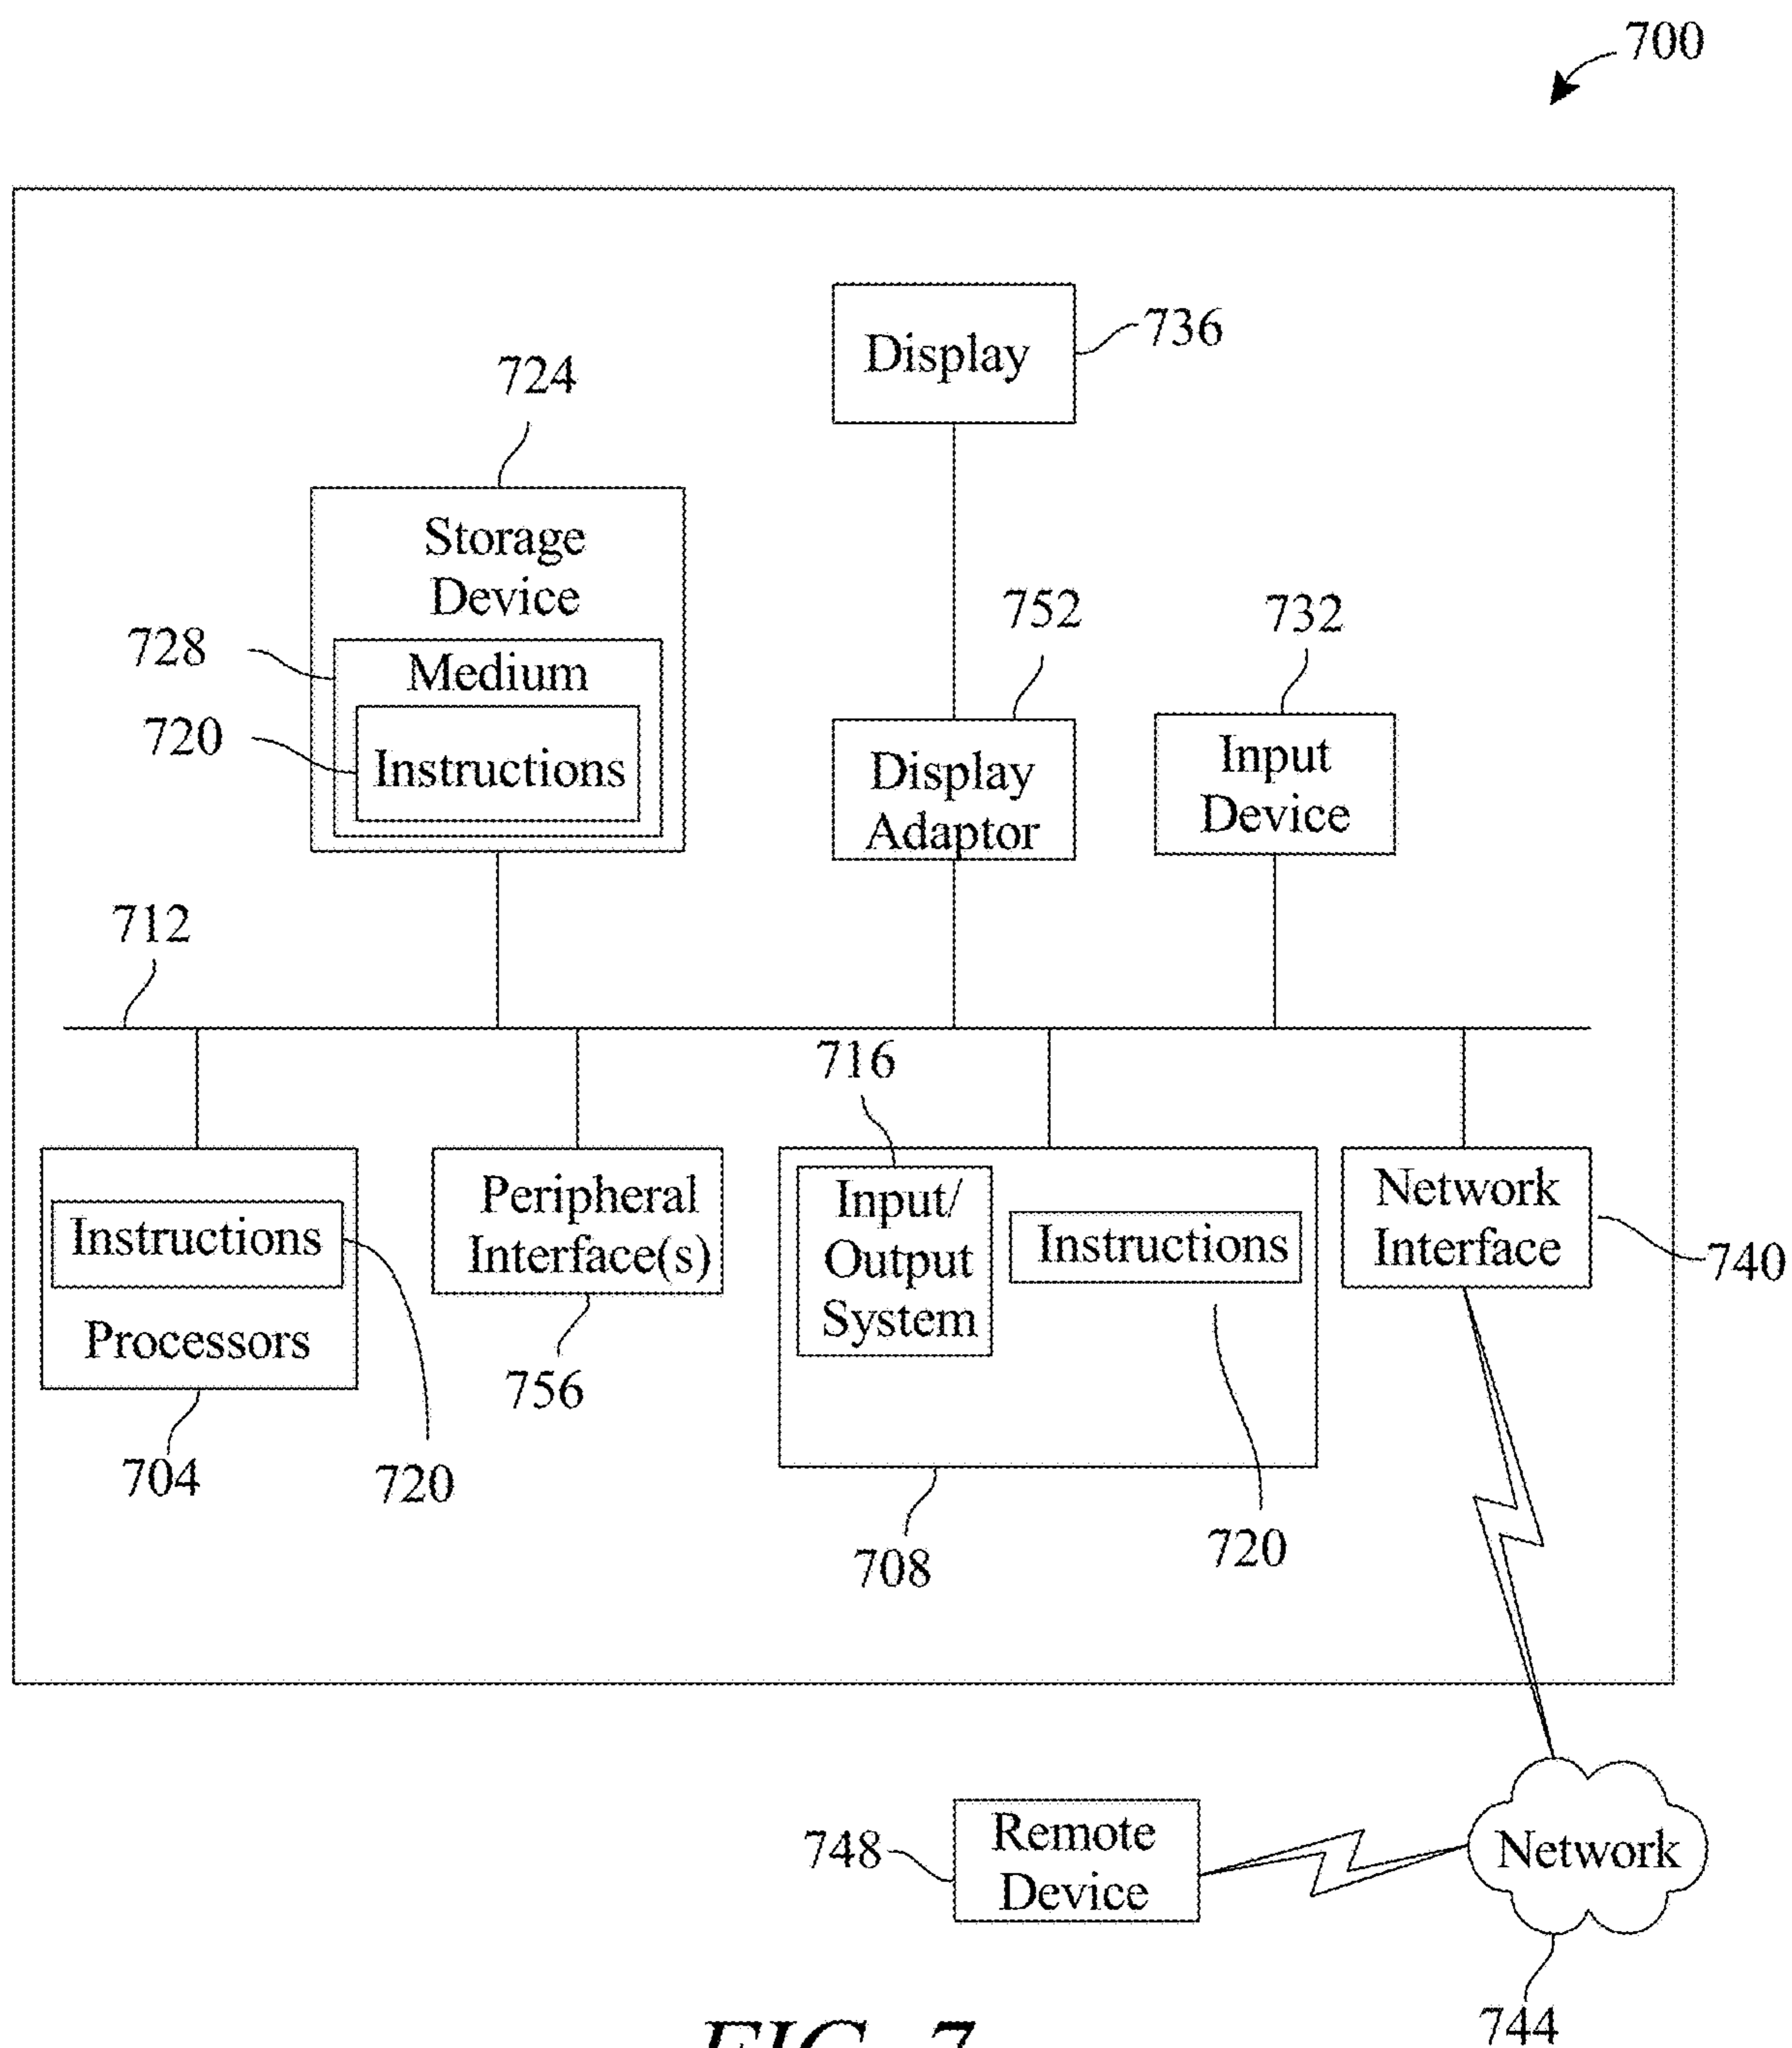 700
Display
736
724
Storage
Device
728
Medium
720
Instructions
752
Display
Adaptor
732
Input
Device
712
716
Instructions
Processors
704
720
Peripheral
Interface(s)
756
Input/
Output
System
Instructions
708
720
Network
Interface
740
748
Remote
Device
Network
744
FIG. 7